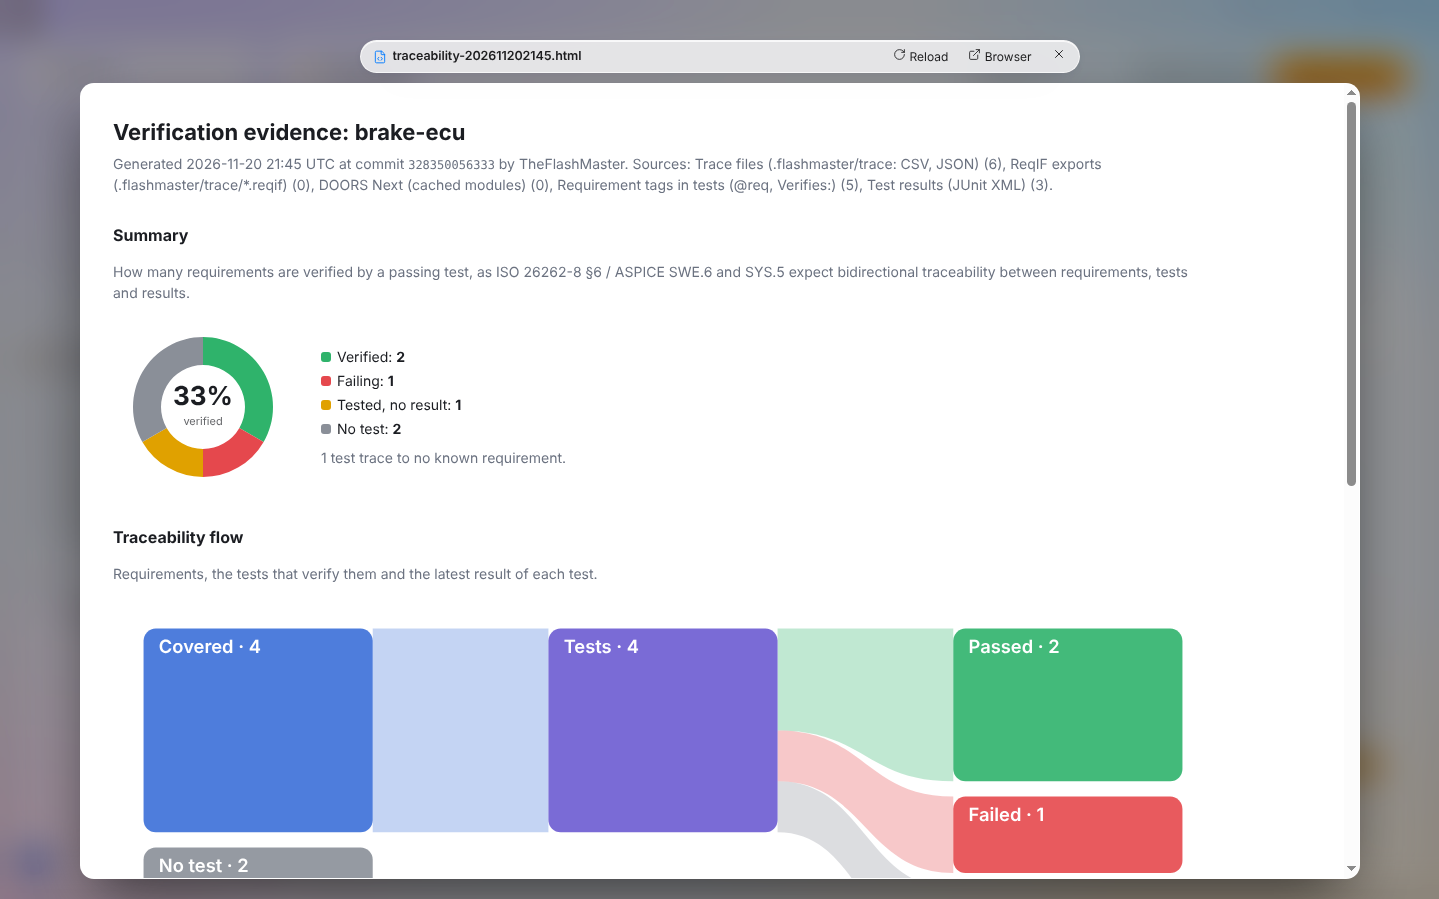 traceability-202611202145.html
Reload
Browser
Verification evidence: brake-ecu
Generated 2026-11-20 21:45 UTC at commit 328350056333 by TheFlashMaster. Sources: Trace files (.flashmaster/trace: CSV, JSON) (6), ReqIF exports
(.flashmaster/trace/*.reqif) (0), DOORS Next (cached modules) (0), Requirement tags in tests (@req, Verifies:) (5), Test results (JUnit XML) (3).
Summary
How many requirements are verified by a passing test, as ISO 26262-8 §6 / ASPICE SWE.6 and SYS.5 expect bidirectional traceability between requirements, tests
and results.
33%
verified
Verified: 2
Failing: 1
Tested, no result: 1
No test: 2
1 test trace to no known requirement.
Traceability flow
Requirements, the tests that verify them and the latest result of each test.
Covered · 4
Tests · 4
Passed · 2
Failed · 1
No test · 2